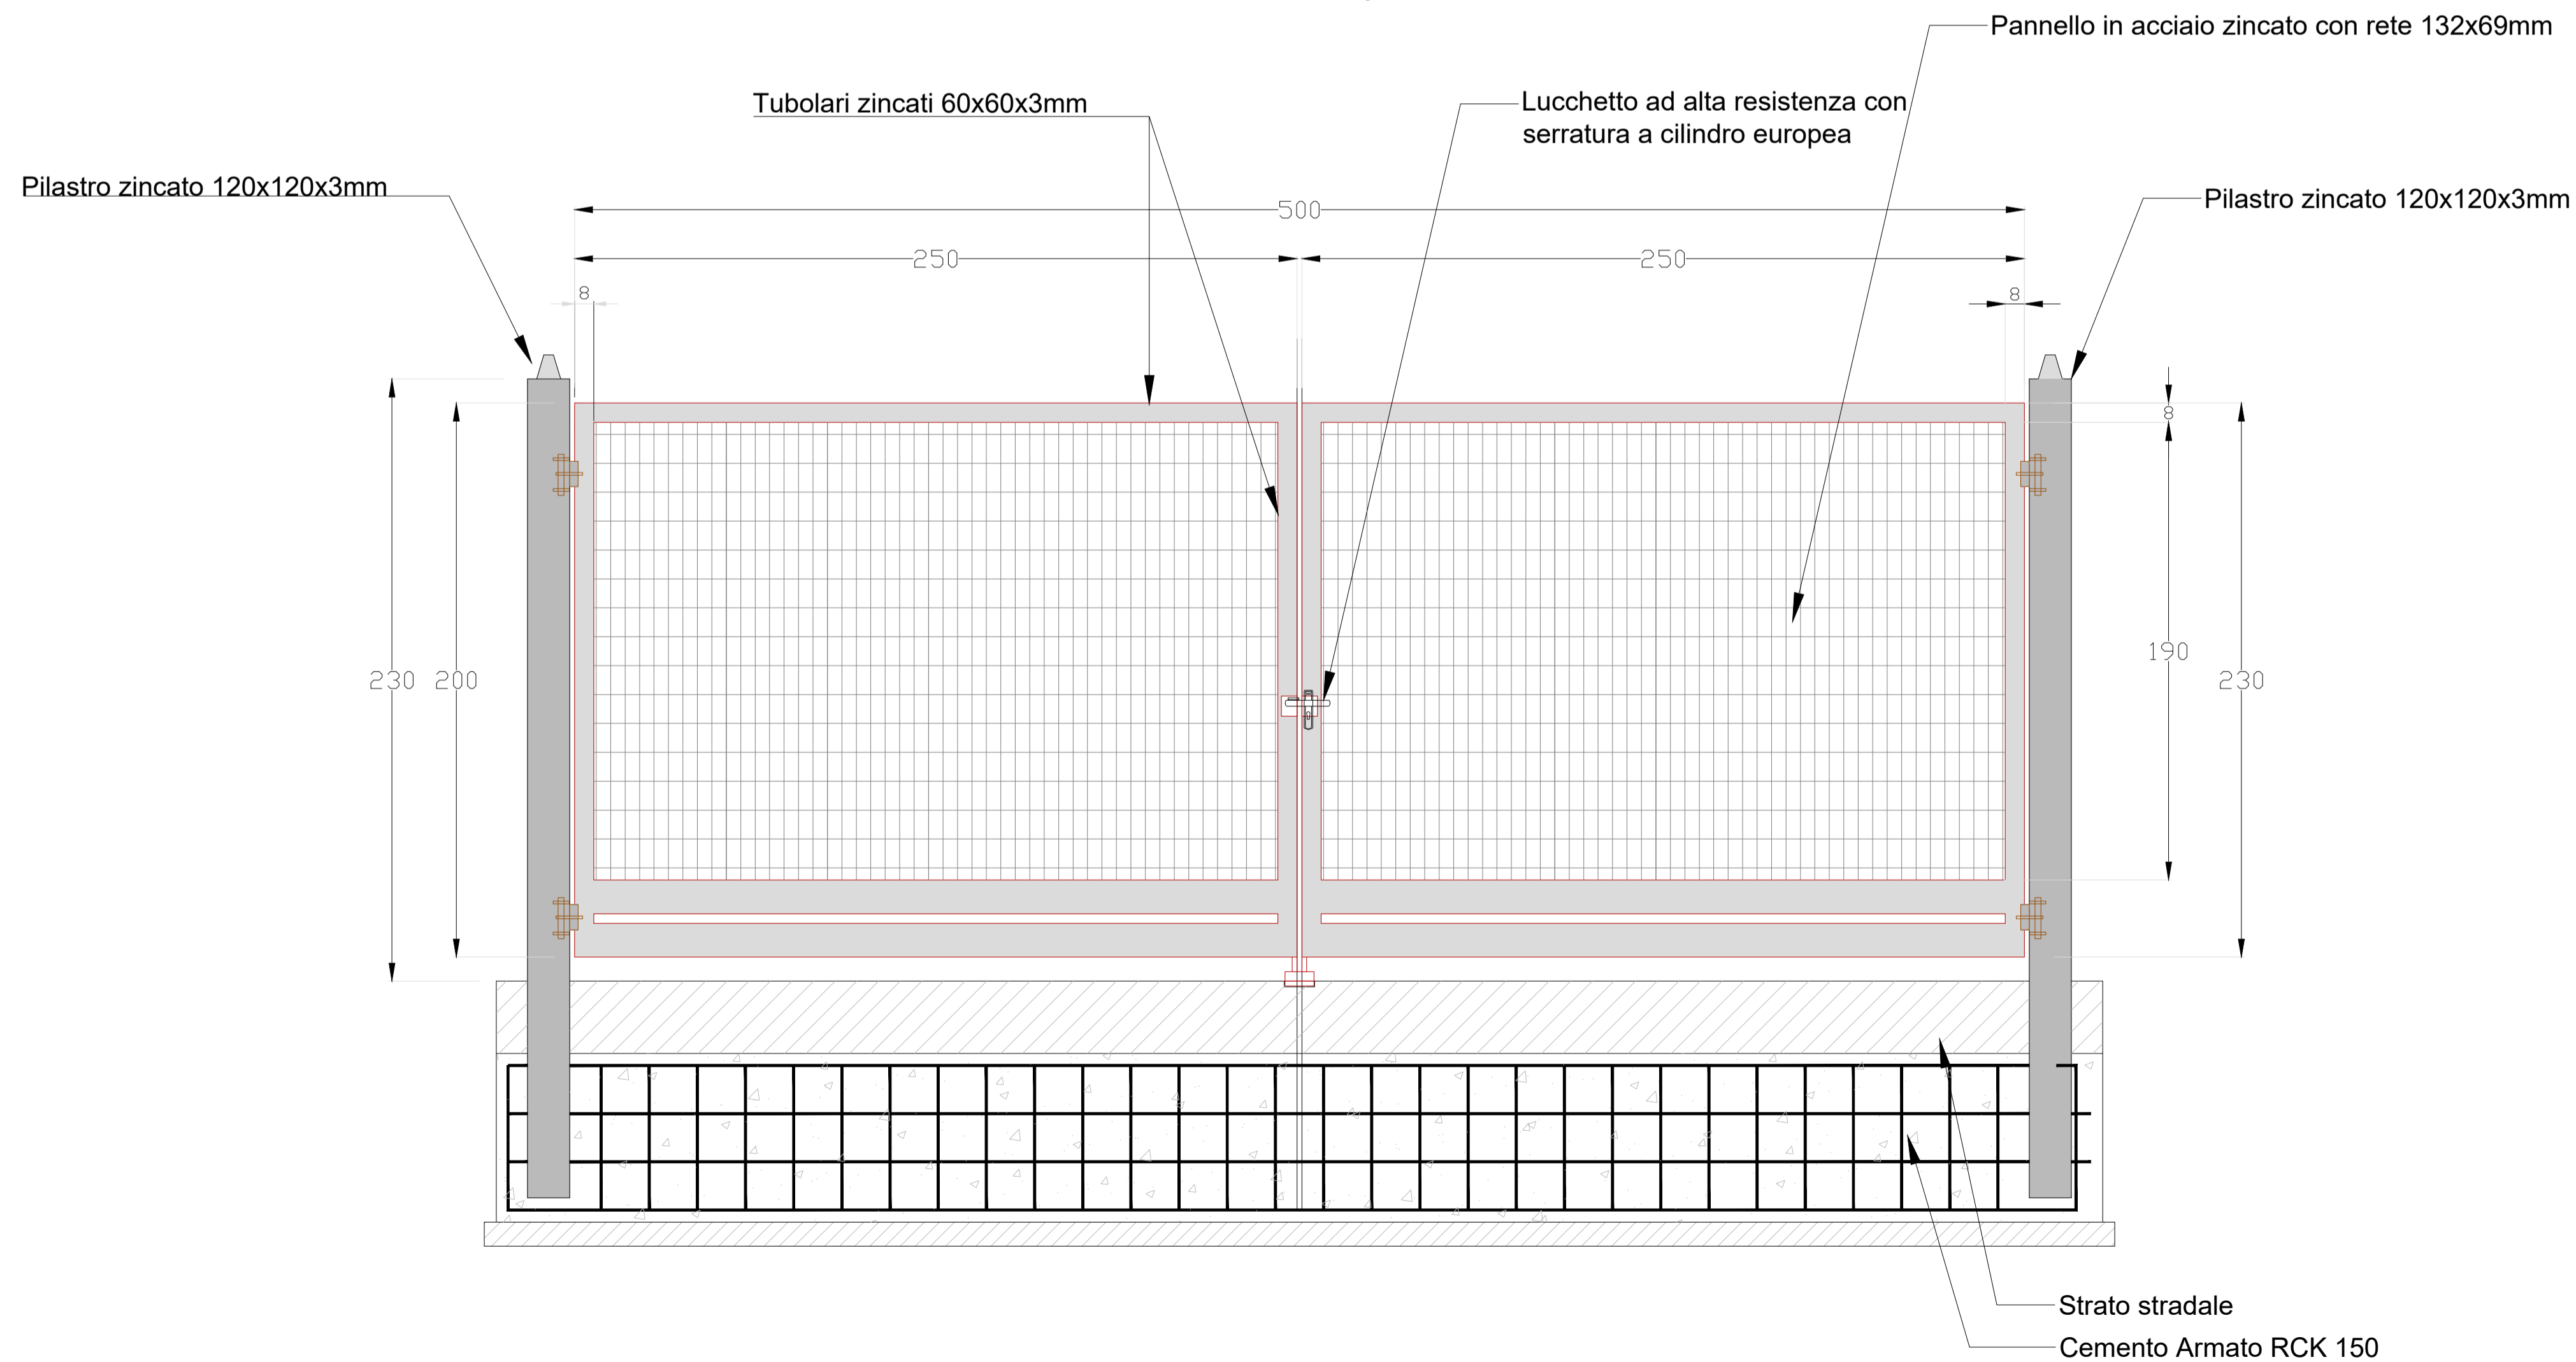 Pannello in acciaio zincato con rete 132x69mm
Tubolari zincati 60x60x3mm
Lucchetto ad alta resistenza con
serratura a cilindro europea
Pilastro zincato 120x120x3mm
Pilastro zincato 120x120x3mm
500
250
250
8
8
8
190
230
200
230
Strato stradale
Cemento Armato RCK 150